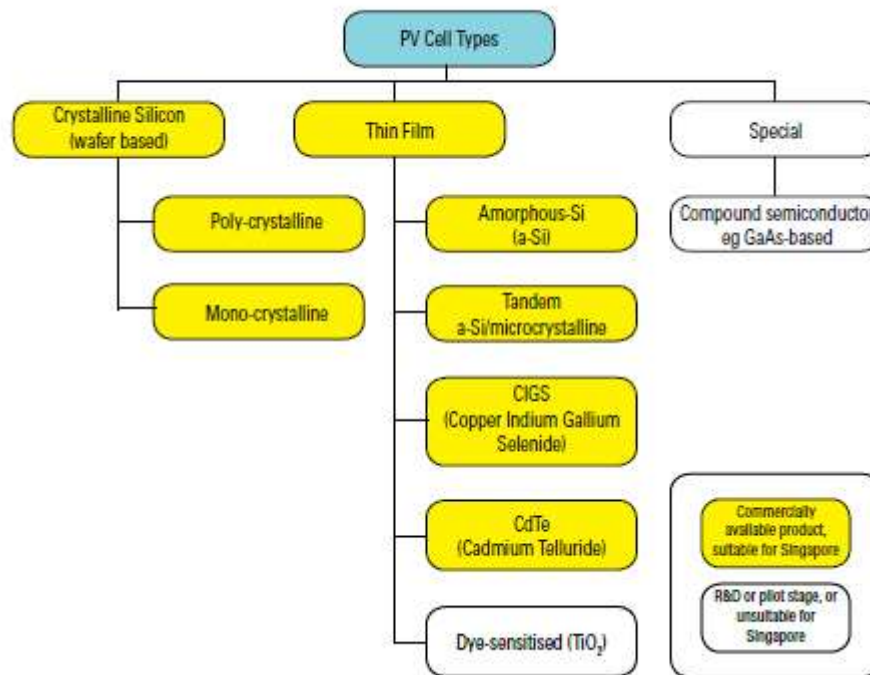 PV Cell Types
Crystalline Silicon
(wafer based)
Thin Film
Special
Poly-crystalline
Mono-crystalline
Amorphous-Si
(a-Si)
Tandem
a-Si/microcrystalline
CIGS
(Copper Indium Gallium
Selenide)
CdTe
(Cadmium Telluride)
Dye-sensitised (TiO₂)
Compound semiconductor
eg GaAs-based
Commercially
available product,
suitable for Singapore
R&D or pilot stage, or
unsuitable for
Singapore